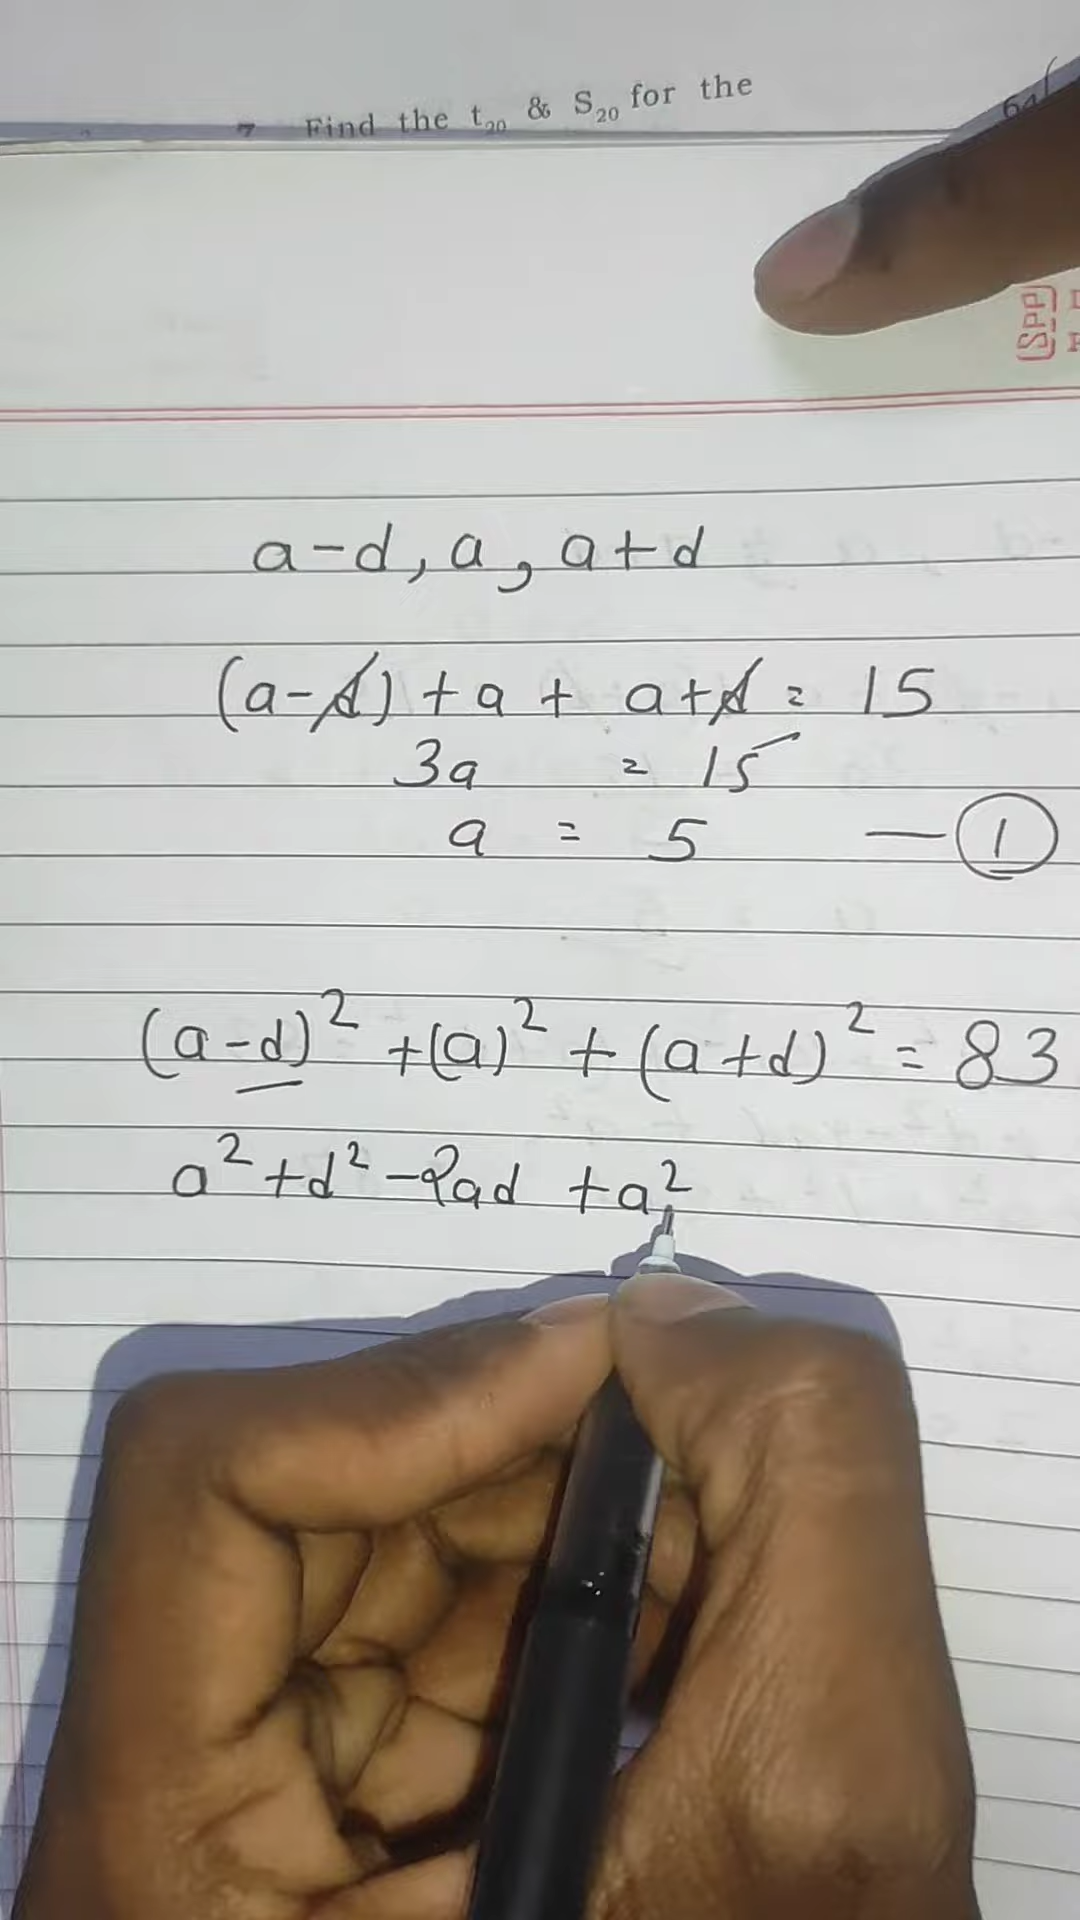 7 Find the t₂₀ & S₂₀ for the
(SPP)
a-d, a, a+d
(a-d) + a + a+d = 15
3a = 15
a = 5 — 1
(a-d)² +(a)² + (a+d)² = 83
a² +d² -2ad +a²